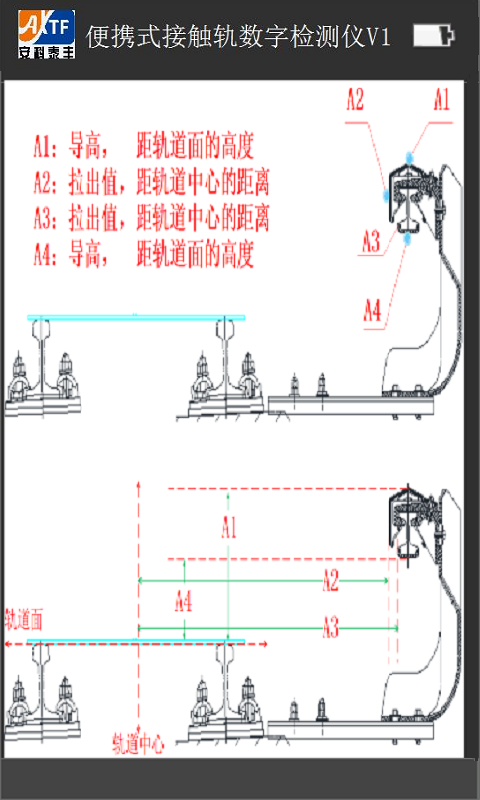 AKTF
安科泰丰
便携式接触轨数字检测仪V1
A2 A1
A1: 导高, 距轨道面的高度
A2: 拉出值, 距轨道中心的距离
A3: 拉出值, 距轨道中心的距离
A4: 导高, 距轨道面的高度
A3
A4
A1
A2
A4
A3
轨道面
轨道中心